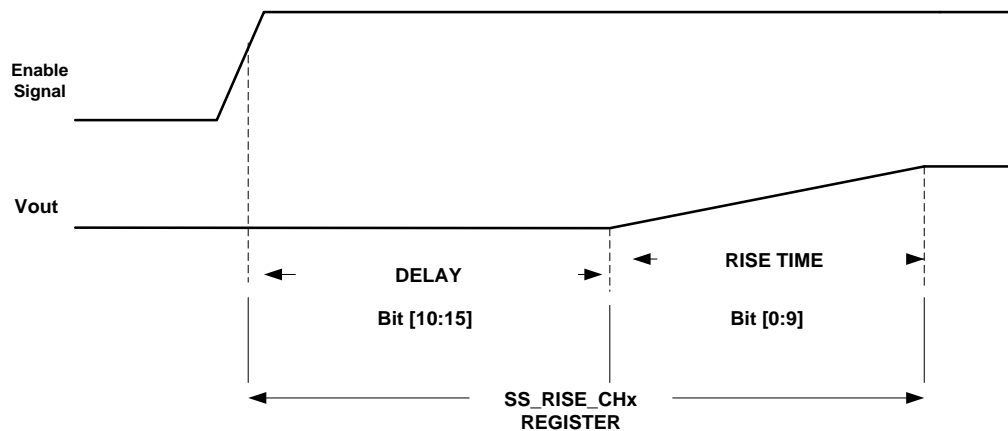 Enable
Signal
Vout
DELAY
RISE TIME
Bit [10:15]
Bit [0:9]
SS_RISE_CHx
REGISTER